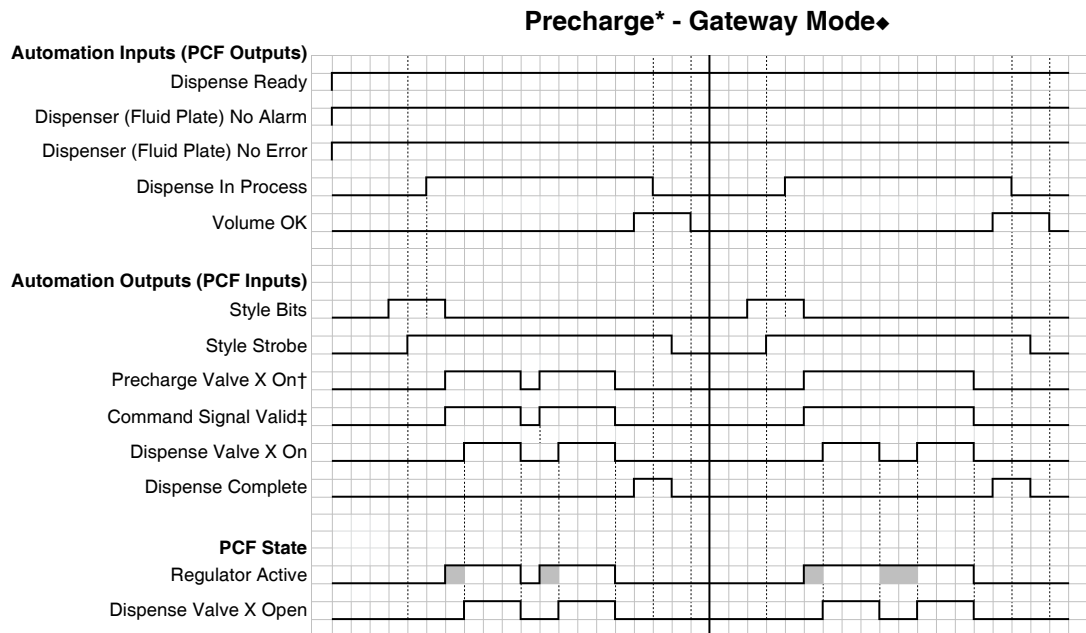 Precharge* - Gateway Mode◆
Automation Inputs (PCF Outputs)
Dispense Ready
Dispenser (Fluid Plate) No Alarm
Dispenser (Fluid Plate) No Error
Dispense In Process
Volume OK
Automation Outputs (PCF Inputs)
Style Bits
Style Strobe
Precharge Valve X On†
Command Signal Valid‡
Dispense Valve X On
Dispense Complete
PCF State
Regulator Active
Dispense Valve X Open